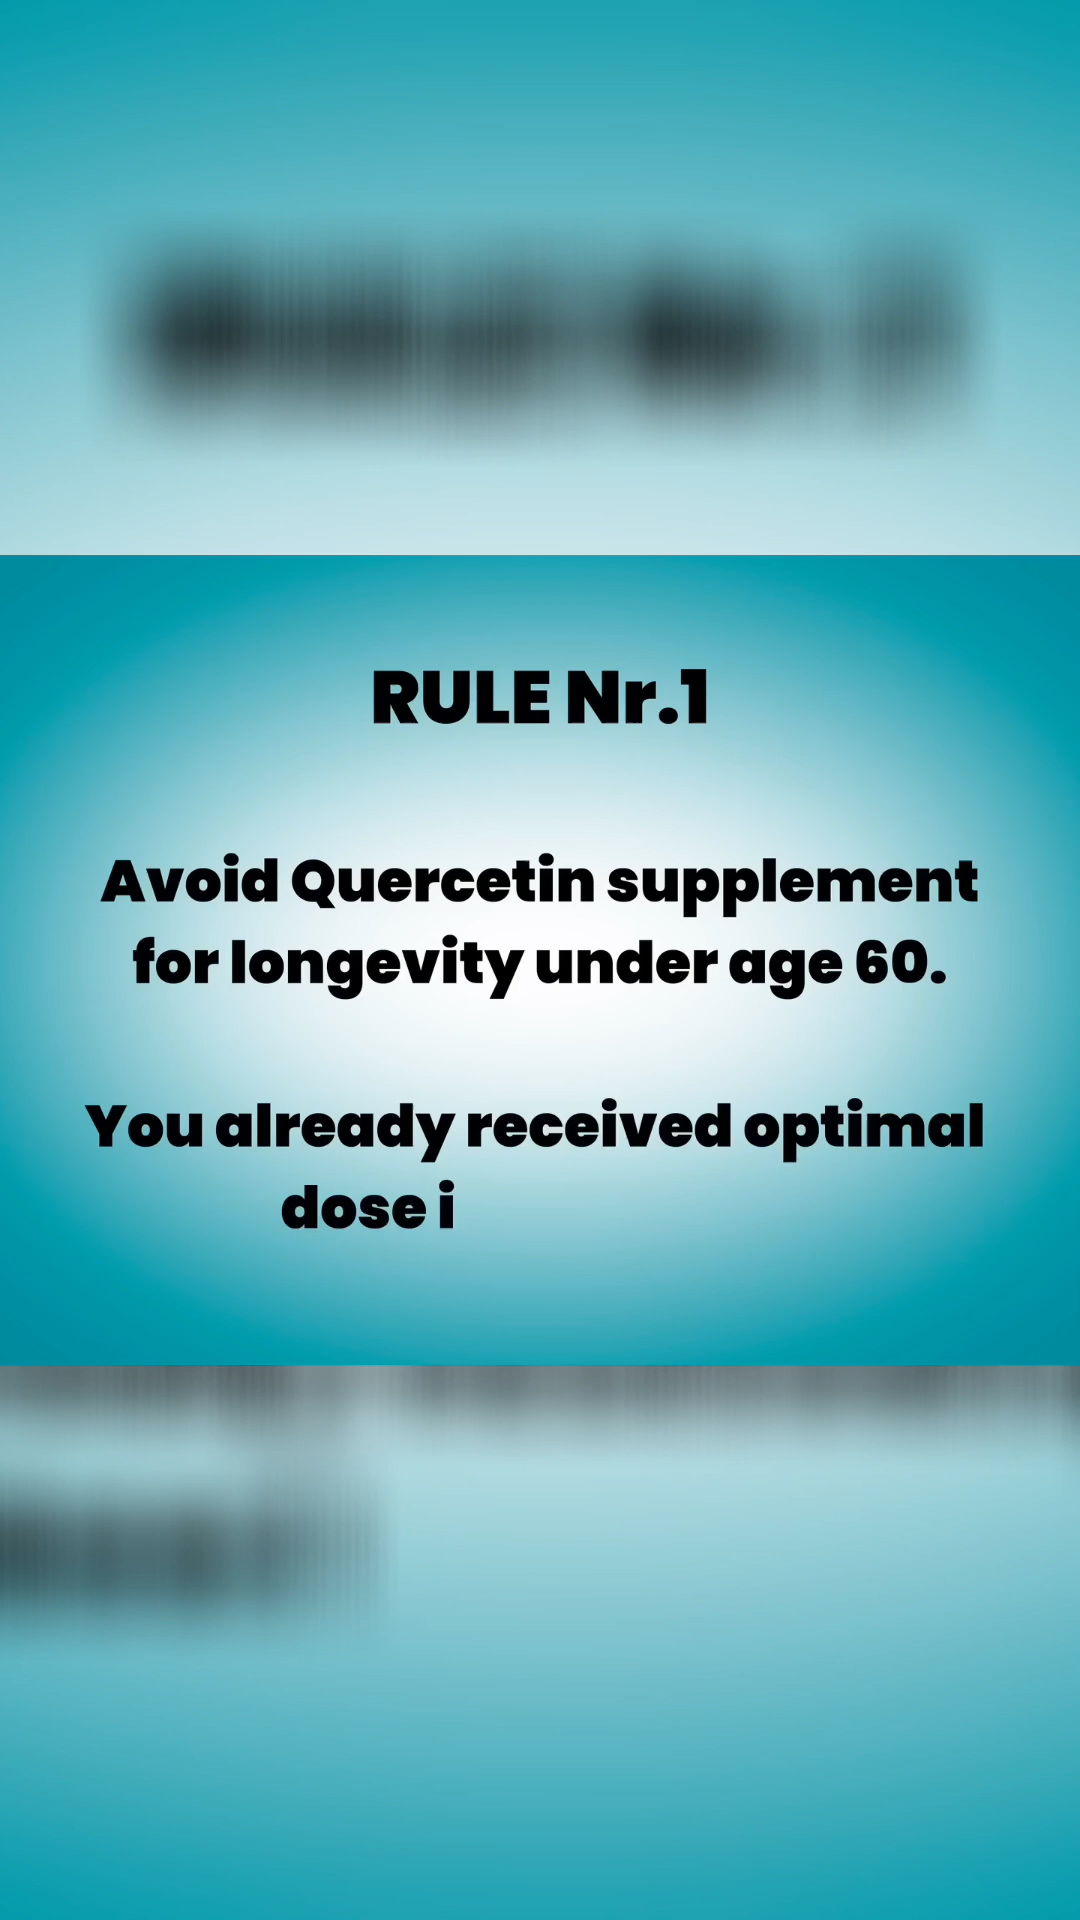 RULE Nr.1
Avoid Quercetin supplement
for longevity under age 60.
You already received optimal
dose i